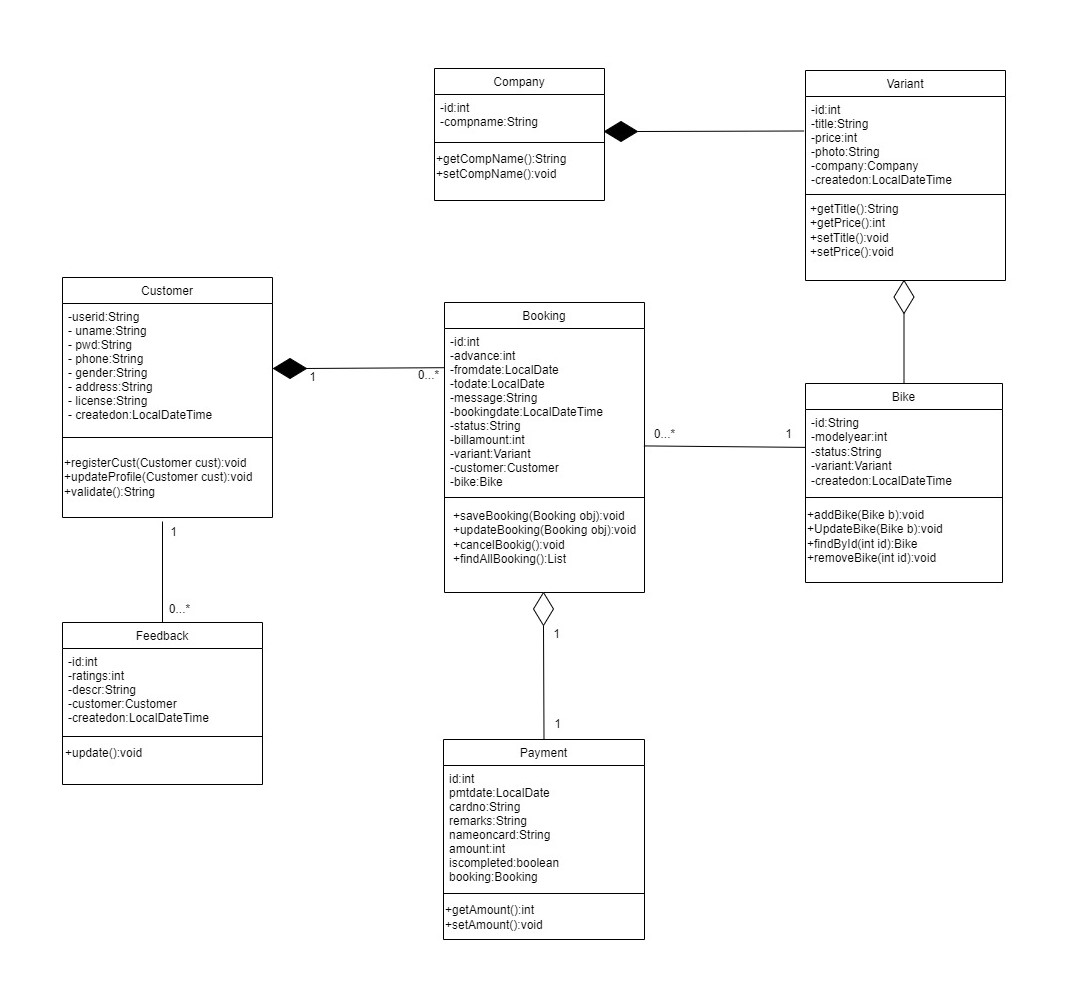 Company
-id:int
-compname:String
+getCompName():String
+setCompName():void
Variant
-id:int
-title:String
-price:int
-photo:String
-company:Company
-createdon:LocalDateTime
+getTitle():String
+getPrice():int
+setTitle():void
+setPrice():void
Customer
-userid:String
- uname:String
- pwd:String
- phone:String
- gender:String
- address:String
- license:String
- createdon:LocalDateTime
+registerCust(Customer cust):void
+updateProfile(Customer cust):void
+validate():String
1
0...*
Booking
-id:int
-advance:int
-fromdate:LocalDate
-todate:LocalDate
-message:String
-bookingdate:LocalDateTime
-status:String
-billamount:int
-variant:Variant
-customer:Customer
-bike:Bike
+saveBooking(Booking obj):void
+updateBooking(Booking obj):void
+cancelBookig():void
+findAllBooking():List
0...*
1
Bike
-id:String
-modelyear:int
-status:String
-variant:Variant
-createdon:LocalDateTime
+addBike(Bike b):void
+UpdateBike(Bike b):void
+findById(int id):Bike
+removeBike(int id):void
1
0...*
Feedback
-id:int
-ratings:int
-descr:String
-customer:Customer
-createdon:LocalDateTime
+update():void
1
1
Payment
id:int
pmtdate:LocalDate
cardno:String
remarks:String
nameoncard:String
amount:int
iscompleted:boolean
booking:Booking
+getAmount():int
+setAmount():void